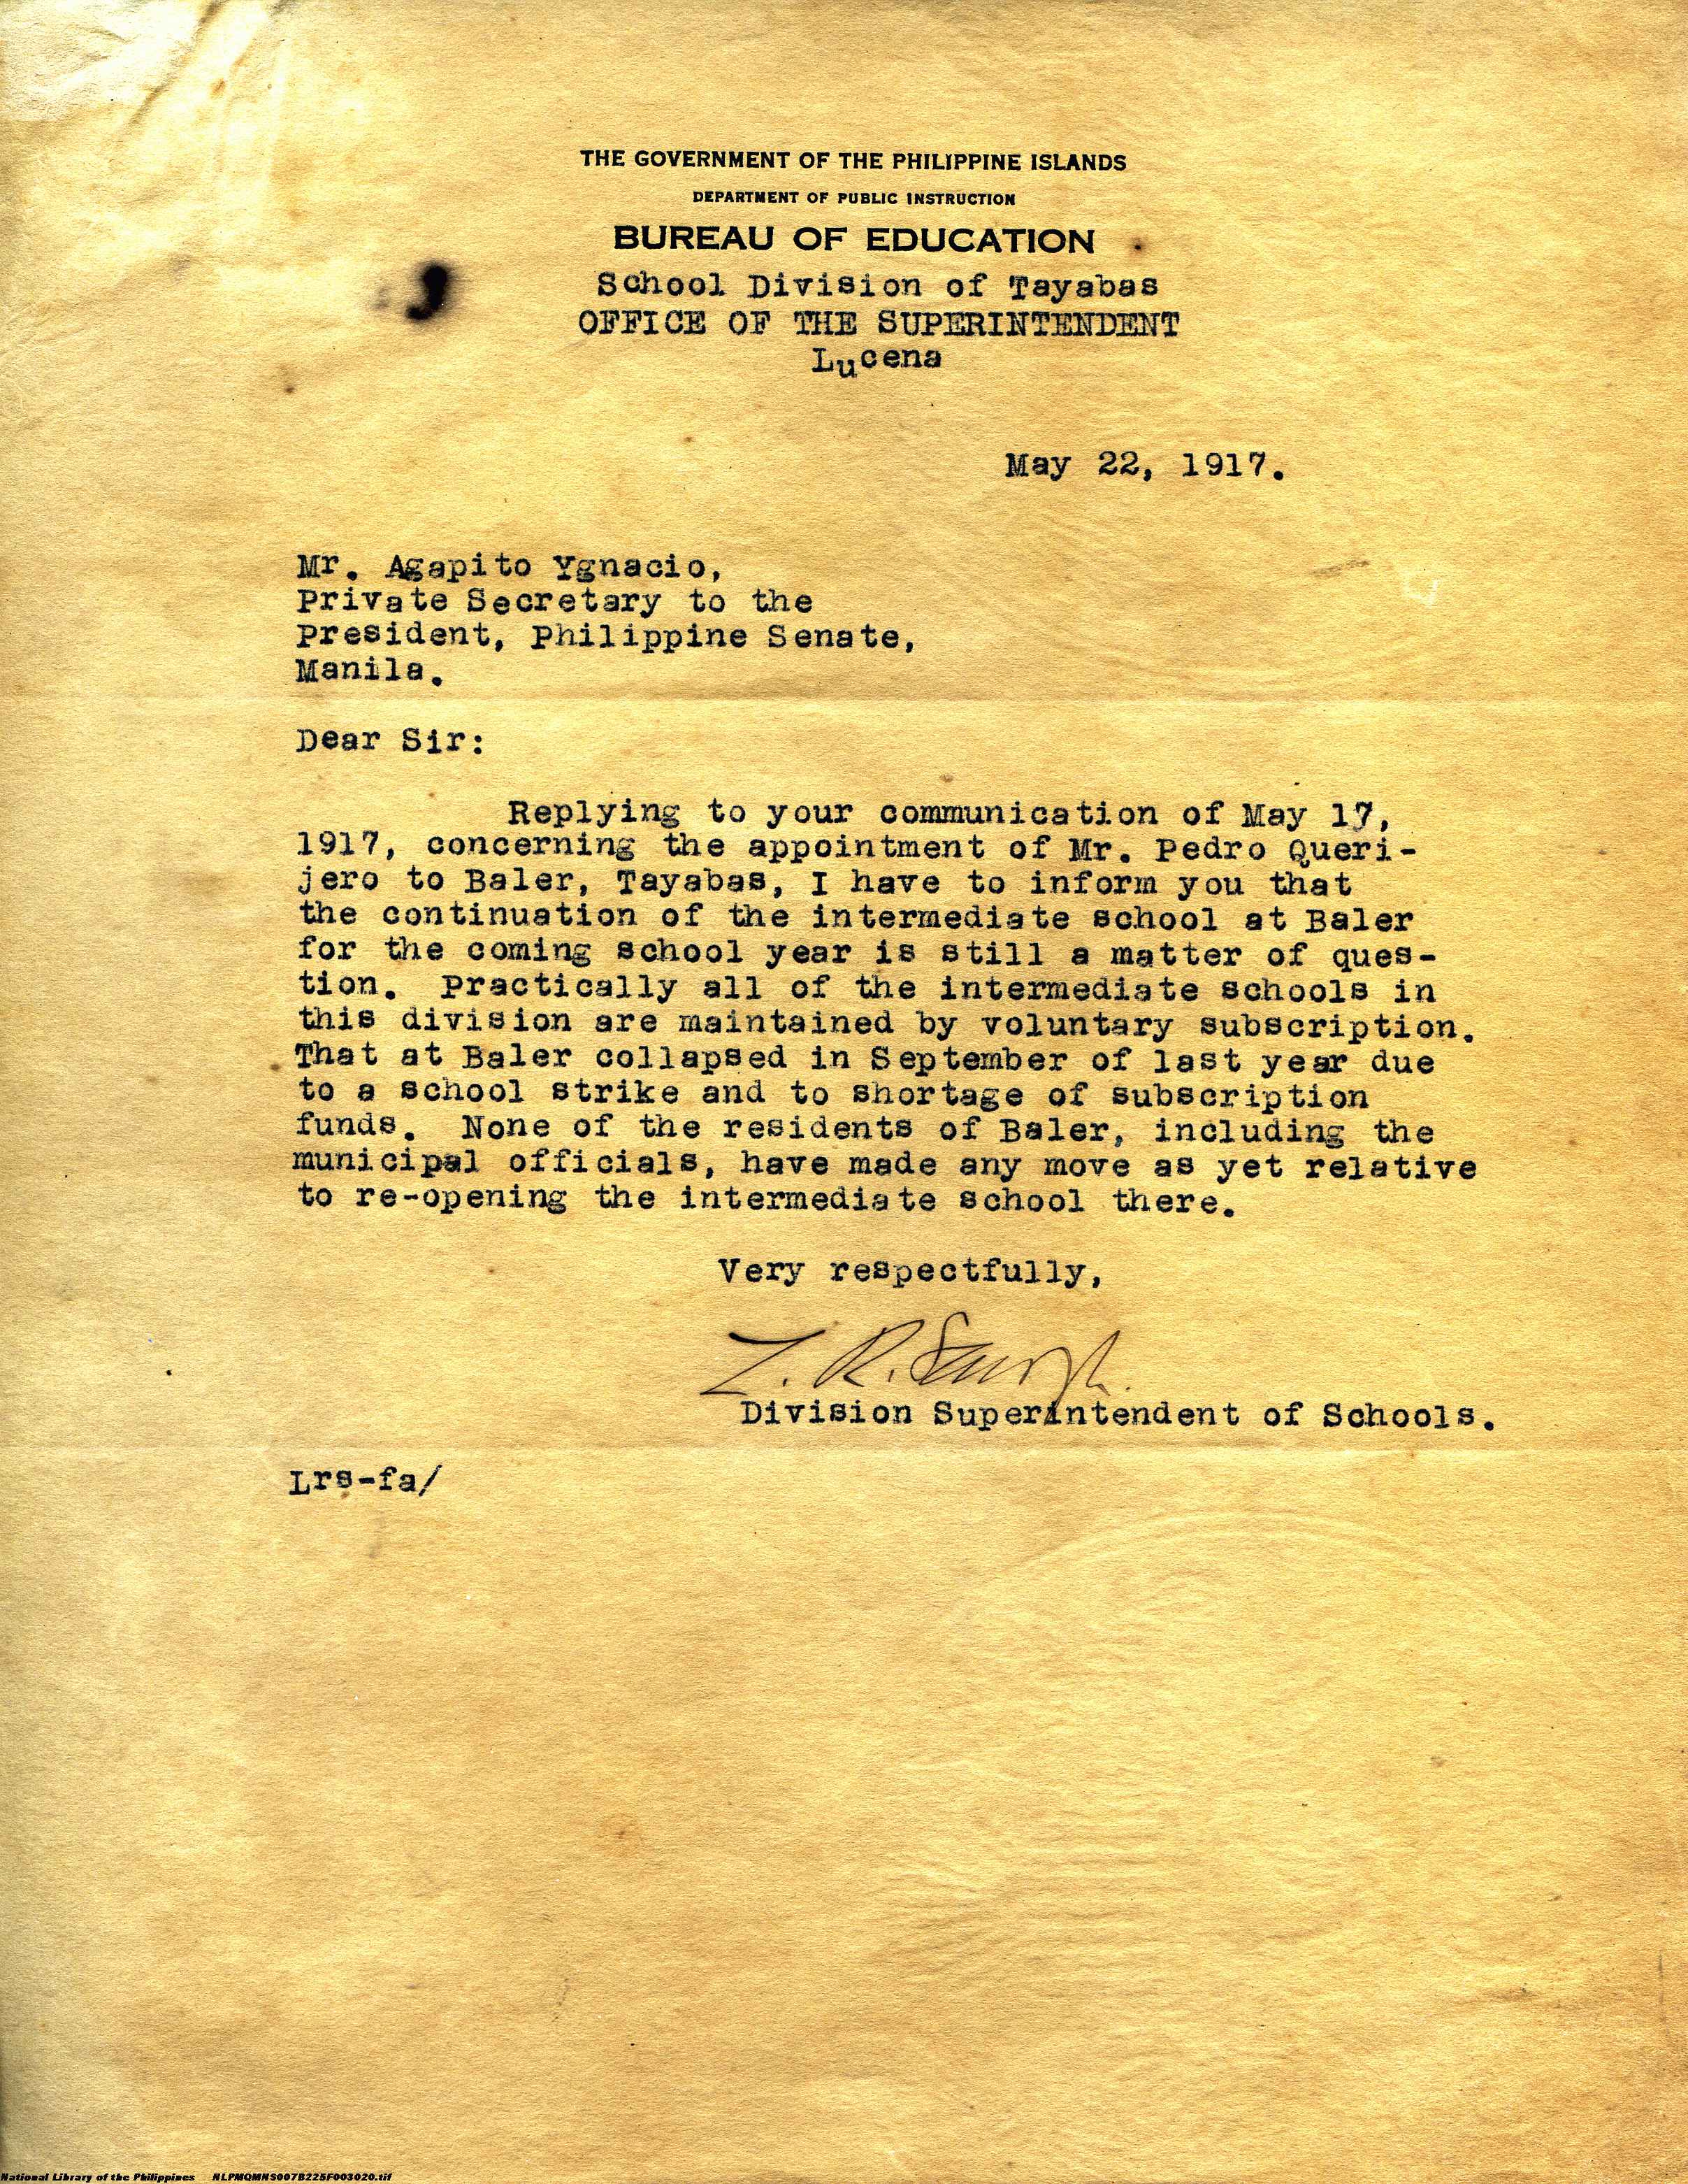 THE GOVERNMENT OF THE PHILIPPINE ISLANDS
DEPARTMENT OF PUBLIC INSTRUCTION
BUREAU OF EDUCATION
School Division of Tayabas
OFFICE OF THE SUPERINTENDENT
Lucena
May 22, 1917.
Mr. Agapito Ygnacio,
Private Secretary to the
President, Philippine Senate,
Manila.
Dear Sir:
Replying to your communication of May 17,
1917, concerning the appointment of Mr. Pedro Queri-
jero to Baler, Tayabas, I have to inform you that
the continuation of the intermediate school at Baler
for the coming school year is still a matter of ques-
tion. Practically all of the intermediate schools in
this division are maintained by voluntary subscription.
That at Baler collapsed in September of last year due
to a school strike and to shortage of subscription
funds. None of the residents of Baler, including the
municipal officials, have made any move as yet relative
to re-opening the intermediate school there.
Very respectfully,
Division Superintendent of Schools.
Lrs-fa/
National Library of the Philippines NLPMQMNS007B225F003020.tif